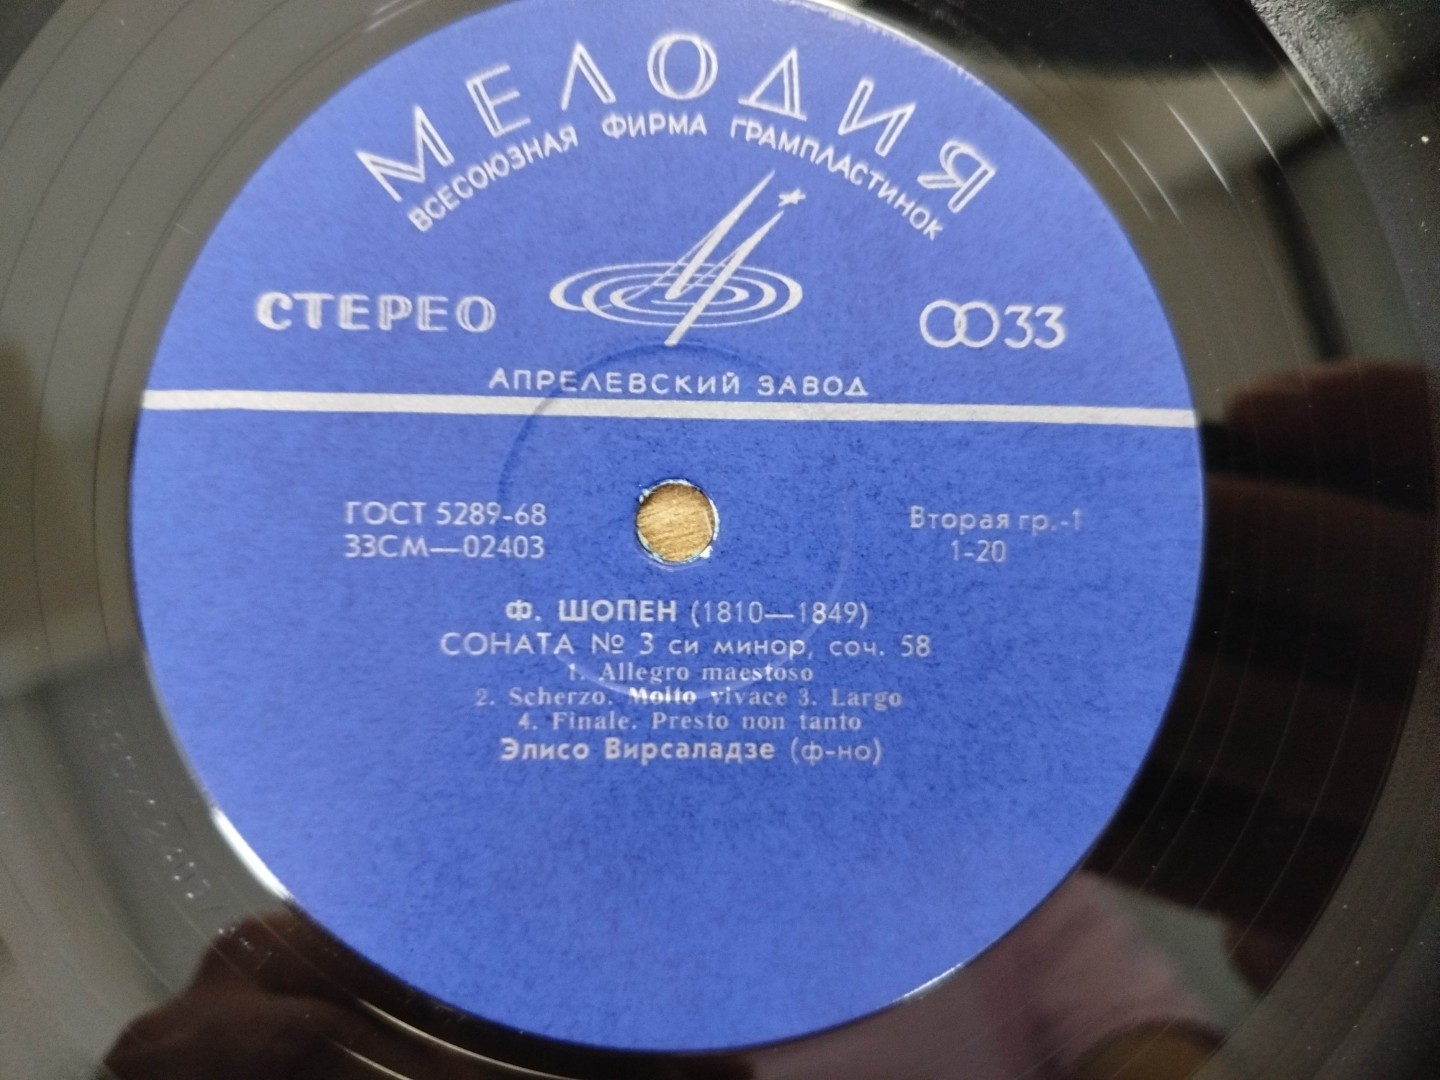 МЕЛОДИЯ
ВСЕСОЮЗНАЯ ФИРМА ГРАМПЛАСТИНОК
СТЕРЕО
33
АПРЕЛЕВСКИЙ ЗАВОД
ГОСТ 5289-68
33СМ—02403
Вторая гр.-1
1-20
Ф. ШОПЕН (1810—1849)
СОНАТА № 3 си минор, соч. 58
1. Allegro maestoso
2. Scherzo. Molto vivace 3. Largo
4. Finale. Presto non tanto
Элисо Вирсаладзе (ф-но)